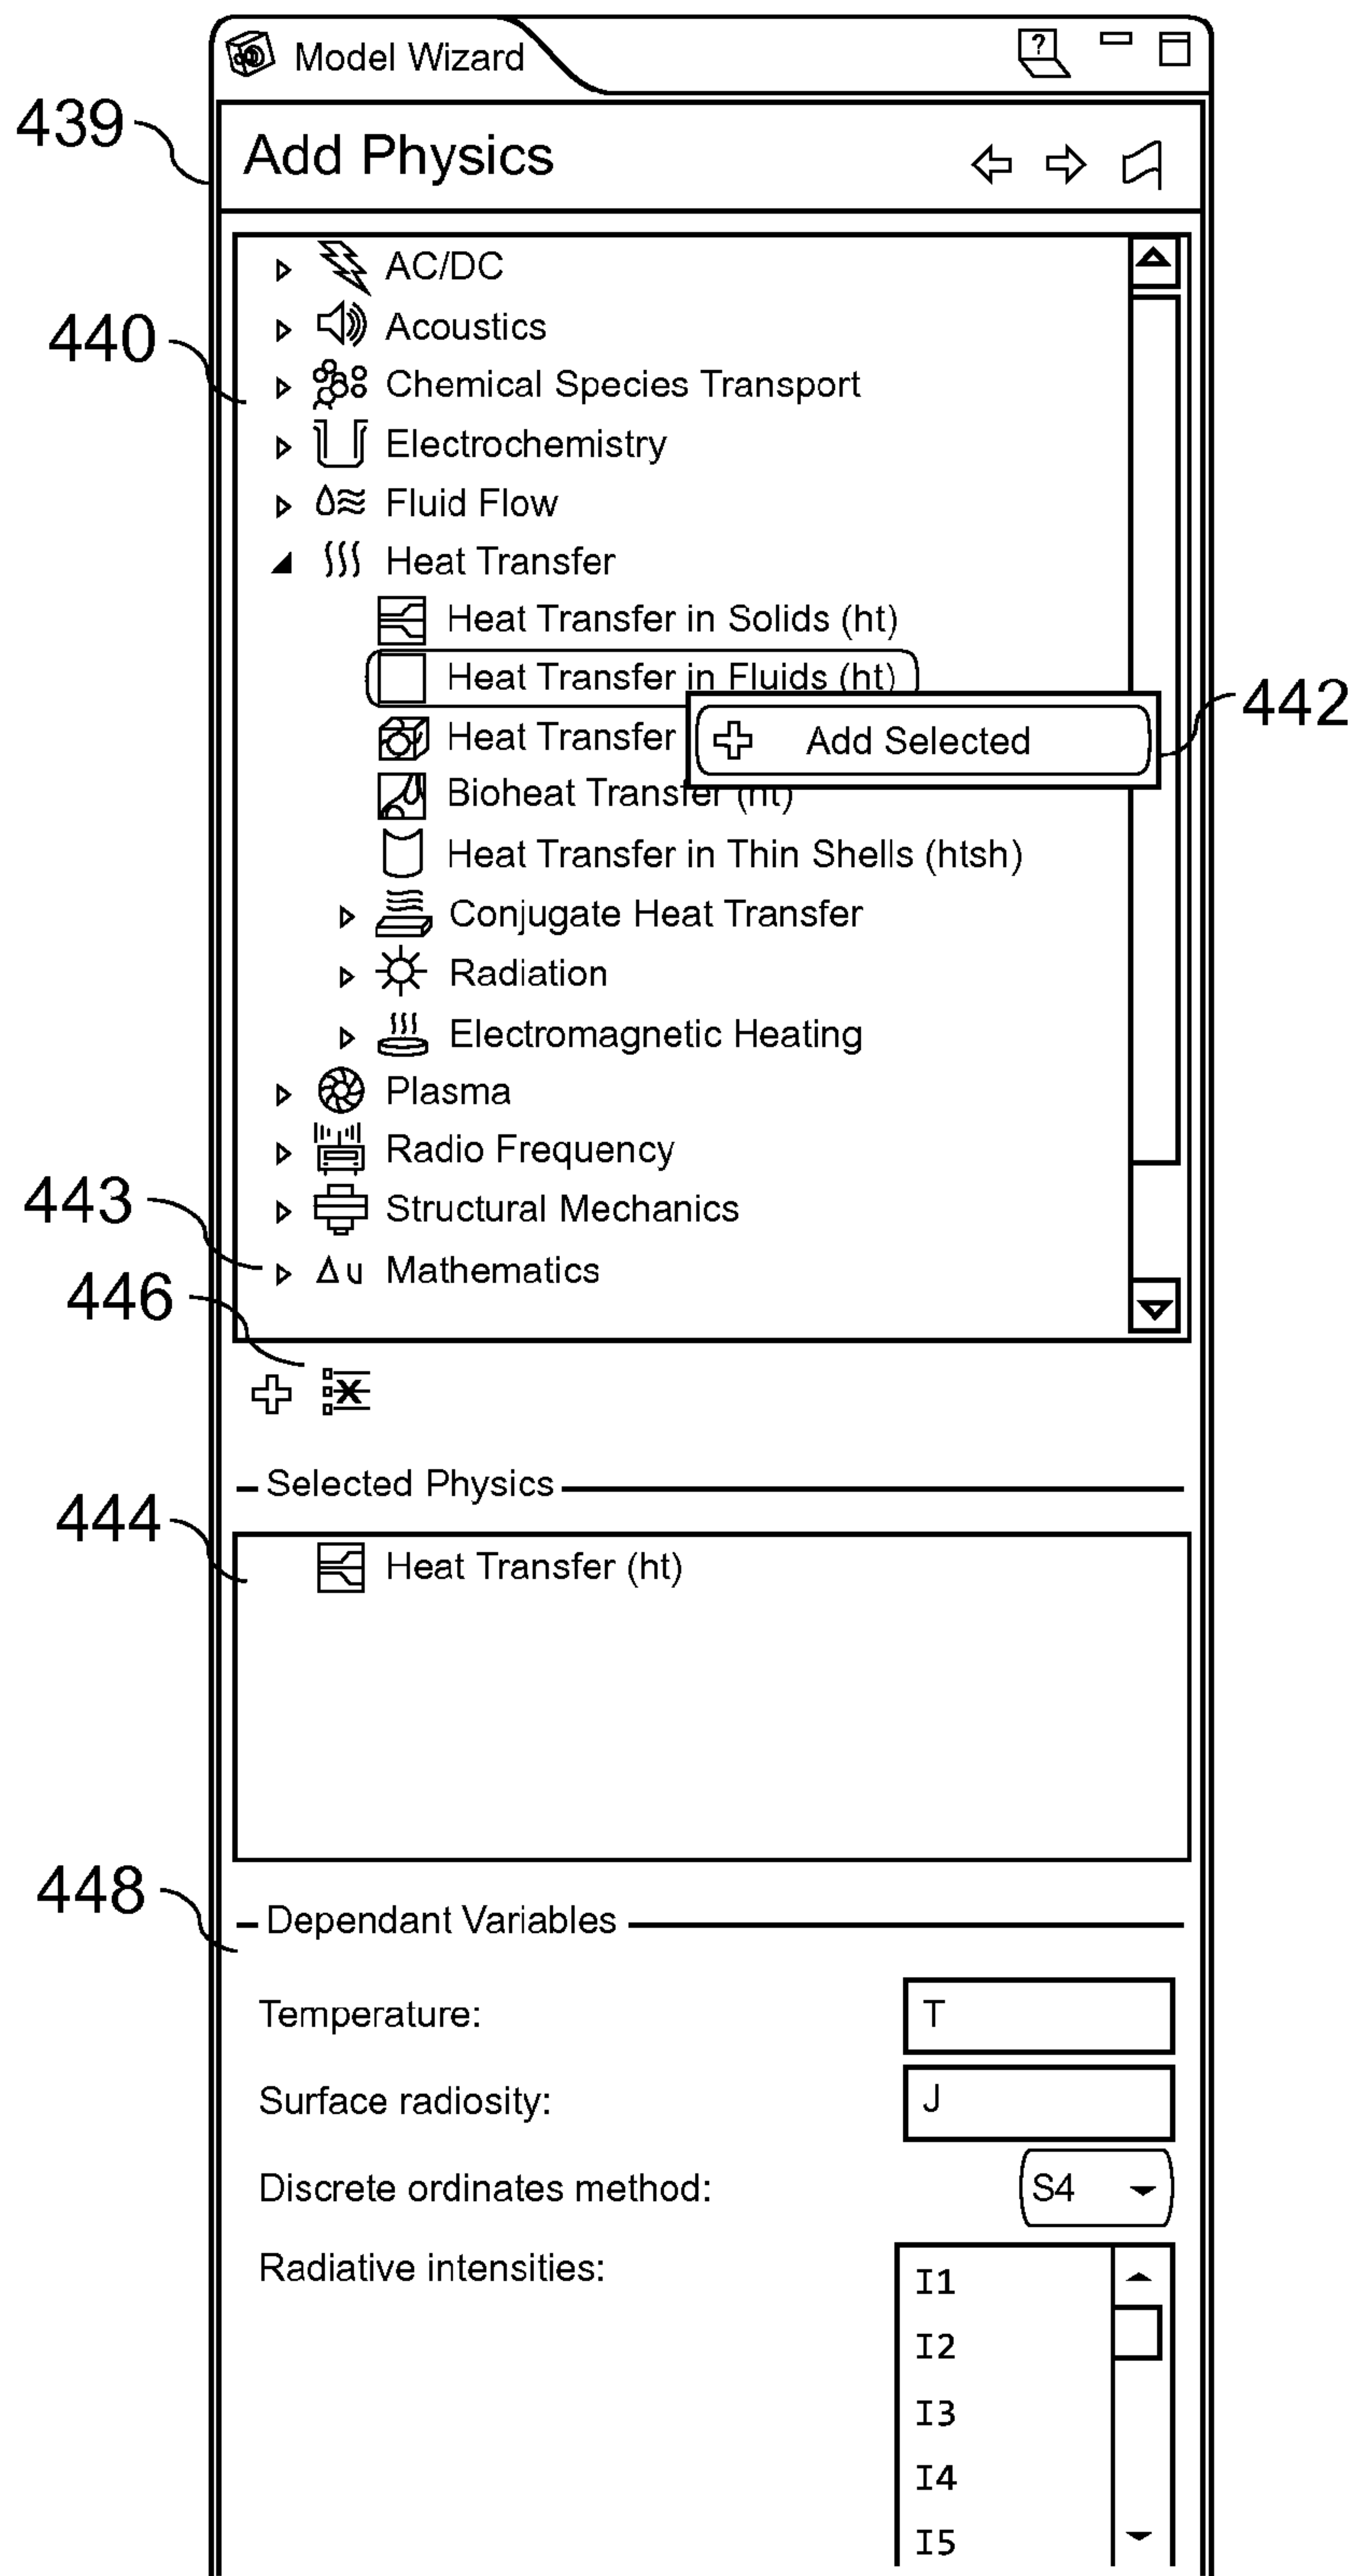 Model Wizard
?
439
Add Physics
AC/DC
Acoustics
440
Chemical Species Transport
Electrochemistry
Fluid Flow
Heat Transfer
Heat Transfer in Solids (ht)
Heat Transfer in Fluids (ht)
442
Heat Transfer
Add Selected
Bioheat Transfer (ht)
Heat Transfer in Thin Shells (htsh)
Conjugate Heat Transfer
Radiation
Electromagnetic Heating
Plasma
Radio Frequency
443
Structural Mechanics
Δu Mathematics
446
Selected Physics
444
Heat Transfer (ht)
448
Dependant Variables
Temperature: T
Surface radiosity: J
Discrete ordinates method: S4
Radiative intensities: I1
I2
I3
I4
I5